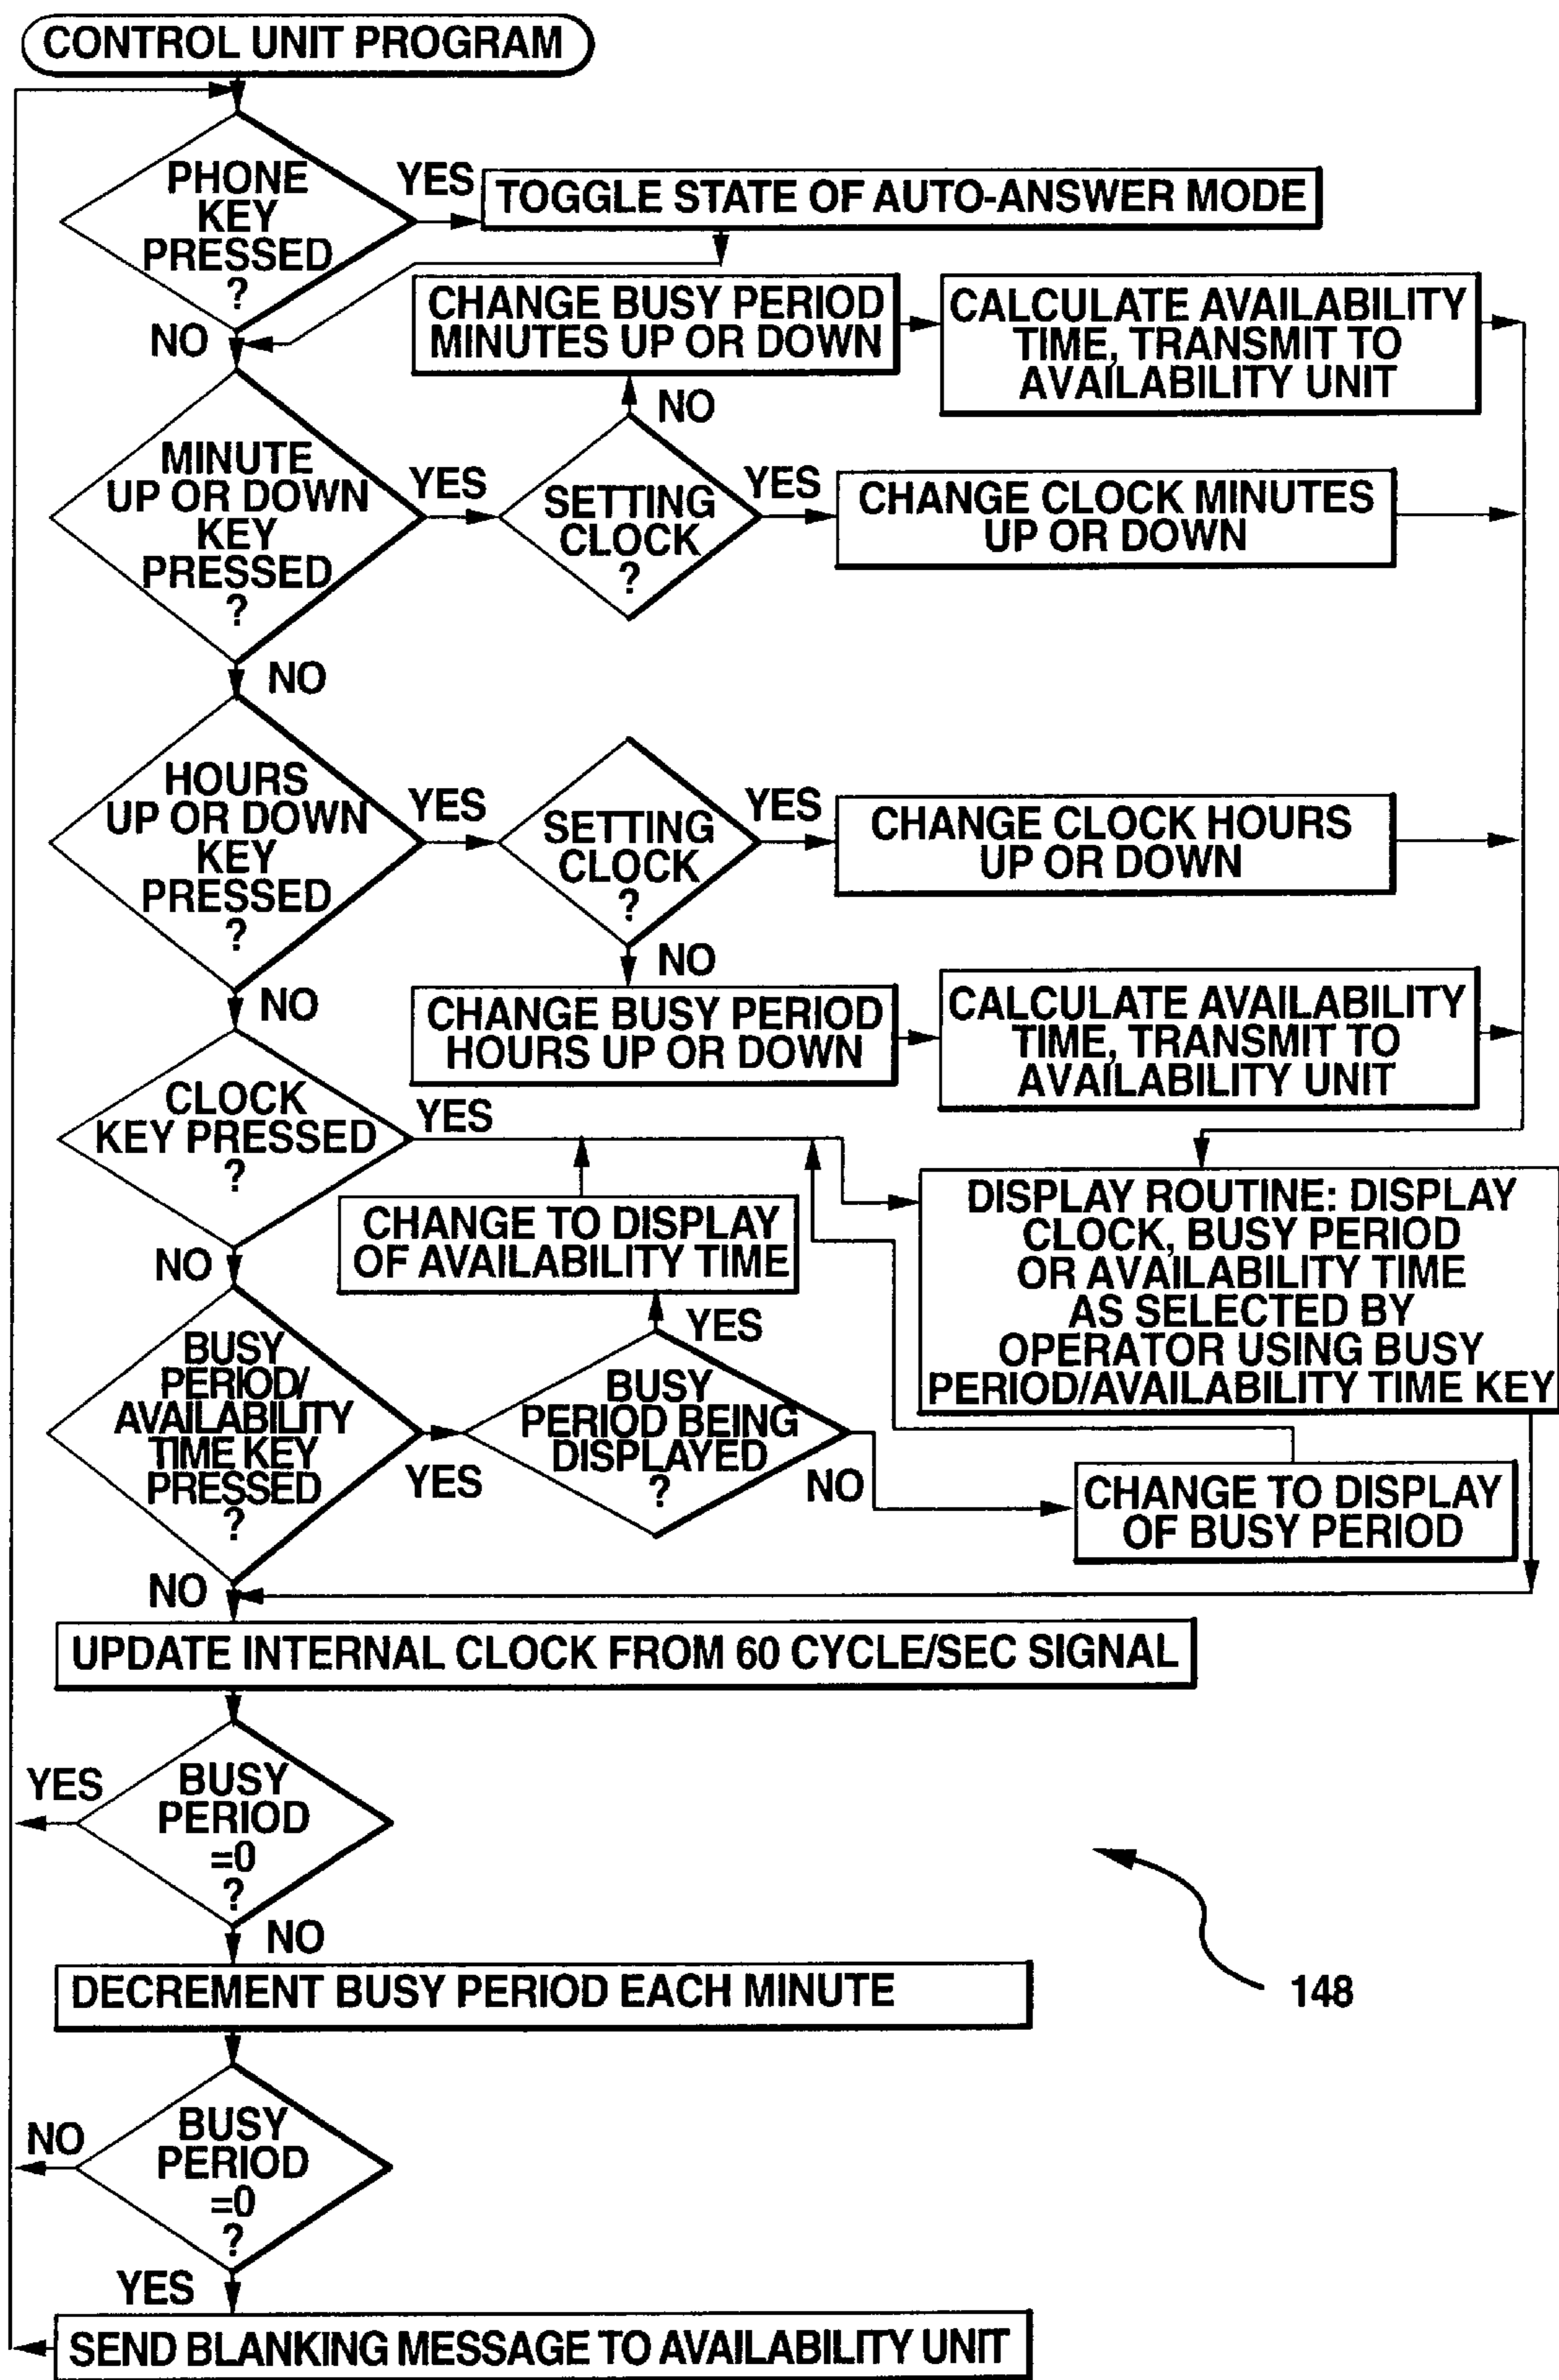 CONTROL UNIT PROGRAM
PHONE
KEY
PRESSED
?
YES
TOGGLE STATE OF AUTO-ANSWER MODE
NO
CHANGE BUSY PERIOD
MINUTES UP OR DOWN
CALCULATE AVAILABILITY
TIME, TRANSMIT TO
AVAILABILITY UNIT
NO
MINUTE
UP OR DOWN
KEY
PRESSED
?
YES
SETTING
CLOCK
?
YES
CHANGE CLOCK MINUTES
UP OR DOWN
NO
HOURS
UP OR DOWN
KEY
PRESSED
?
YES
SETTING
CLOCK
?
YES
CHANGE CLOCK HOURS
UP OR DOWN
NO
NO
CHANGE BUSY PERIOD
HOURS UP OR DOWN
CALCULATE AVAILABILITY
TIME, TRANSMIT TO
AVAILABILITY UNIT
CLOCK
KEY PRESSED
?
YES
NO
CHANGE TO DISPLAY
OF AVAILABILITY TIME
DISPLAY ROUTINE: DISPLAY
CLOCK, BUSY PERIOD
OR AVAILABILITY TIME
AS SELECTED BY
OPERATOR USING BUSY
PERIOD/AVAILABILITY TIME KEY
YES
BUSY
PERIOD/
AVAILABILITY
TIME KEY
PRESSED
?
YES
BUSY
PERIOD BEING
DISPLAYED
?
NO
CHANGE TO DISPLAY
OF BUSY PERIOD
NO
UPDATE INTERNAL CLOCK FROM 60 CYCLE/SEC SIGNAL
YES
BUSY
PERIOD
=0
?
NO
DECREMENT BUSY PERIOD EACH MINUTE
148
NO
BUSY
PERIOD
=0
?
YES
SEND BLANKING MESSAGE TO AVAILABILITY UNIT